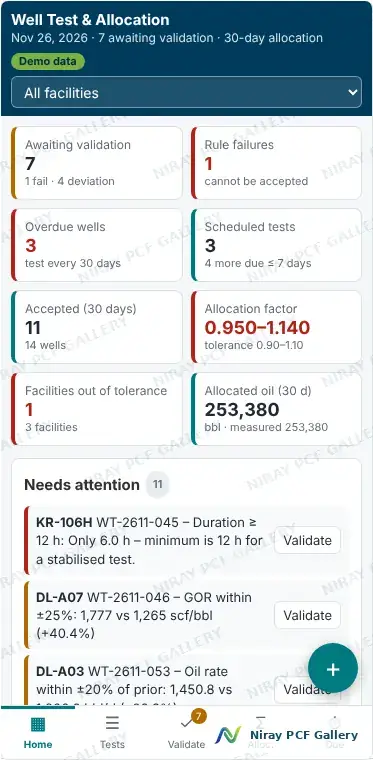 Well Test & Allocation
Nov 26, 2026 · 7 awaiting validation · 30-day allocation
Demo data
All facilities
Awaiting validation
7
1 fail · 4 deviation
Rule failures
1
cannot be accepted
Overdue wells
3
test every 30 days
Scheduled tests
3
4 more due ≤ 7 days
Accepted (30 days)
11
14 wells
Allocation factor
0.950–1.140
tolerance 0.90–1.10
Facilities out of tolerance
1
3 facilities
Allocated oil (30 d)
253,380
bbl · measured 253,380
Needs attention 11
KR-106H WT-2611-045 – Duration ≥
12 h: Only 6.0 h – minimum is 12 h for
a stabilised test.
Validate
DL-A07 WT-2611-046 – GOR within
±25%: 1,777 vs 1,265 scf/bbl
(+40.4%)
Validate
DL-A03 WT-2611-053 – Oil rate
within ±20% of prior: 1,450.8 vs
Validate
+
Home
Tests
Validate
7
Niray PCF Gallery
NIRAY PCF GALLERY